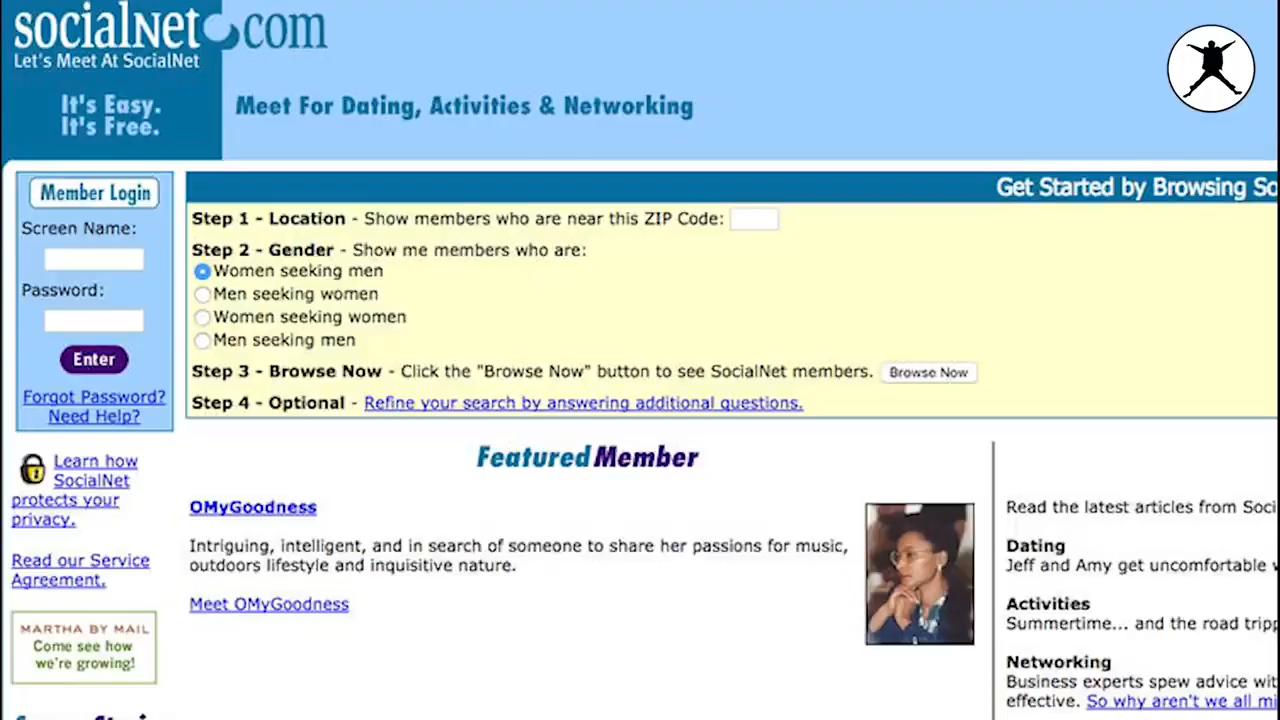 socialNet.com
Let's Meet At SocialNet
It's Easy.
It's Free.
Meet For Dating, Activities & Networking
Member Login
Screen Name:
Password:
Enter
Forgot Password?
Need Help?
Learn how
SocialNet
protects your
privacy.
Read our Service
Agreement.
MARTHA BY MAIL
Come see how
we're growing!
Get Started by Browsing So
Step 1 - Location - Show members who are near this ZIP Code:
Step 2 - Gender - Show me members who are:
Women seeking men
Men seeking women
Women seeking women
Men seeking men
Step 3 - Browse Now - Click the "Browse Now" button to see SocialNet members. Browse Now
Step 4 - Optional - Refine your search by answering additional questions.
Featured Member
OMyGoodness
Intriguing, intelligent, and in search of someone to share her passions for music,
outdoors lifestyle and inquisitive nature.
Meet OMyGoodness
Read the latest articles from Soci
Dating
Jeff and Amy get uncomfortable
Activities
Summertime... and the road tripp
Networking
Business experts spew advice wit
effective. So why aren't we all mi